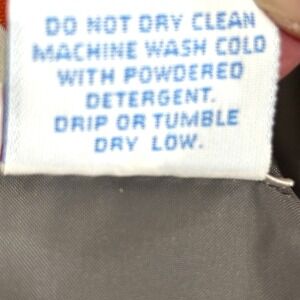 DO NOT DRY CLEAN
MACHINE WASH COLD
WITH POWDERED
DETERGENT.
DRIP OR TUMBLE
DRY LOW.